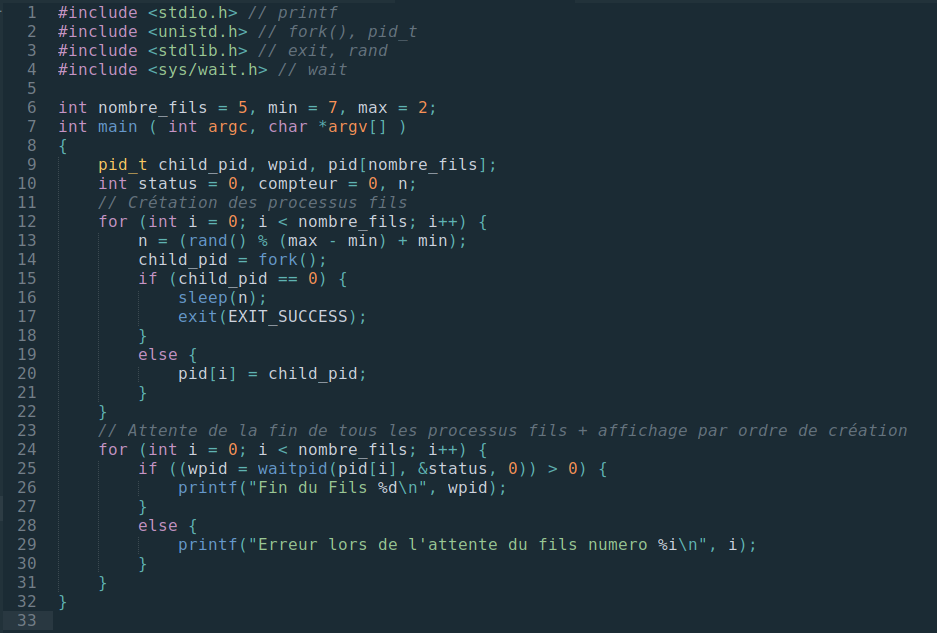 1 #include <stdio.h> // printf
2 #include <unistd.h> // fork(), pid_t
3 #include <stdlib.h> // exit, rand
4 #include <sys/wait.h> // wait
5
6 int nombre_fils = 5, min = 7, max = 2;
7 int main ( int argc, char *argv[] )
8 {
9     pid_t child_pid, wpid, pid[nombre_fils];
10     int status = 0, compteur = 0, n;
11     // Crétation des processus fils
12     for (int i = 0; i < nombre_fils; i++) {
13         n = (rand() % (max - min) + min);
14         child_pid = fork();
15         if (child_pid == 0) {
16             sleep(n);
17             exit(EXIT_SUCCESS);
18         }
19         else {
20             pid[i] = child_pid;
21         }
22     }
23     // Attente de la fin de tous les processus fils + affichage par ordre de création
24     for (int i = 0; i < nombre_fils; i++) {
25         if ((wpid = waitpid(pid[i], &status, 0)) > 0) {
26             printf("Fin du Fils %d\n", wpid);
27         }
28         else {
29             printf("Erreur lors de l'attente du fils numero %i\n", i);
30         }
31     }
32 }
33